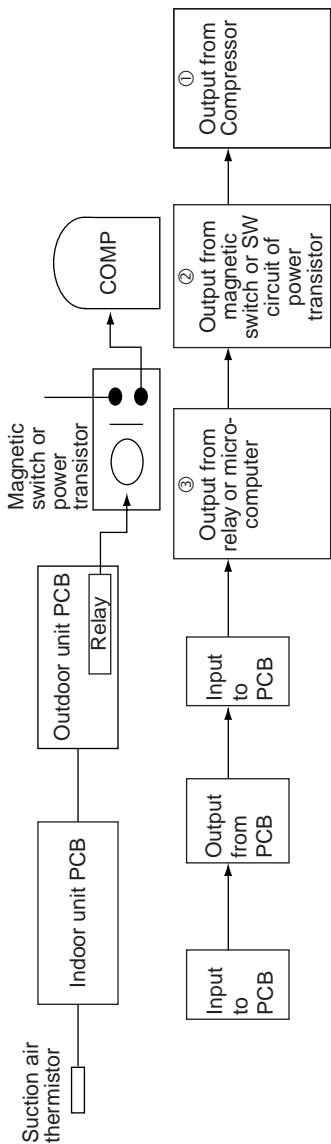 Suction air
thermistor
Indoor unit PCB
Outdoor unit PCB
Relay
Magnetic
switch or
power
transistor
COMP
Input
to
PCB
Output
from
PCB
Input
to
PCB
③
Output from
relay or micro-
computer
②
Output from
magnetic
switch or SW
circuit of
power
transistor
①
Output from
Compressor